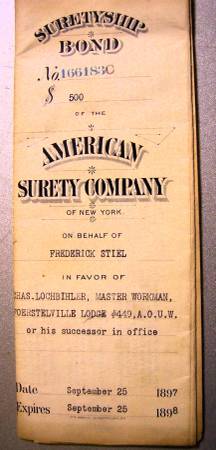 SURETYSHIP
BOND
No. 166183C
$ 500
OF THE
AMERICAN
SURETY COMPANY
OF NEW YORK
ON BEHALF OF
FREDERICK STIEL
IN FAVOR OF
CHAS. LOCHBIHLER, MASTER WORKMAN,
FOERSTELVILLE LODGE #449, A.O.U.W.
or his successor in office
Date September 25 1897
Expires September 25 1898